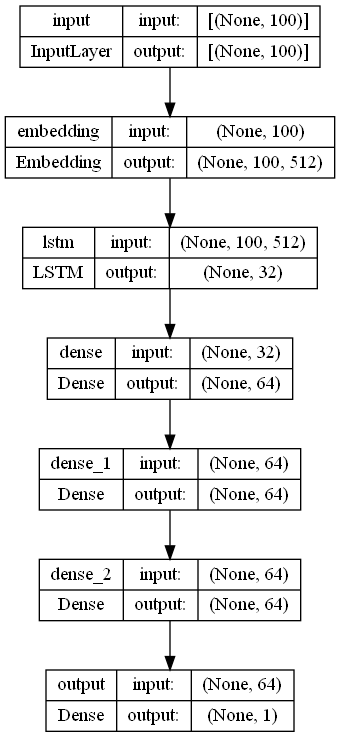 input input: [(None, 100)]
InputLayer output: [(None, 100)]
embedding input: (None, 100)
Embedding output: (None, 100, 512)
lstm input: (None, 100, 512)
LSTM output: (None, 32)
dense input: (None, 32)
Dense output: (None, 64)
dense_1 input: (None, 64)
Dense output: (None, 64)
dense_2 input: (None, 64)
Dense output: (None, 64)
output input: (None, 64)
Dense output: (None, 1)